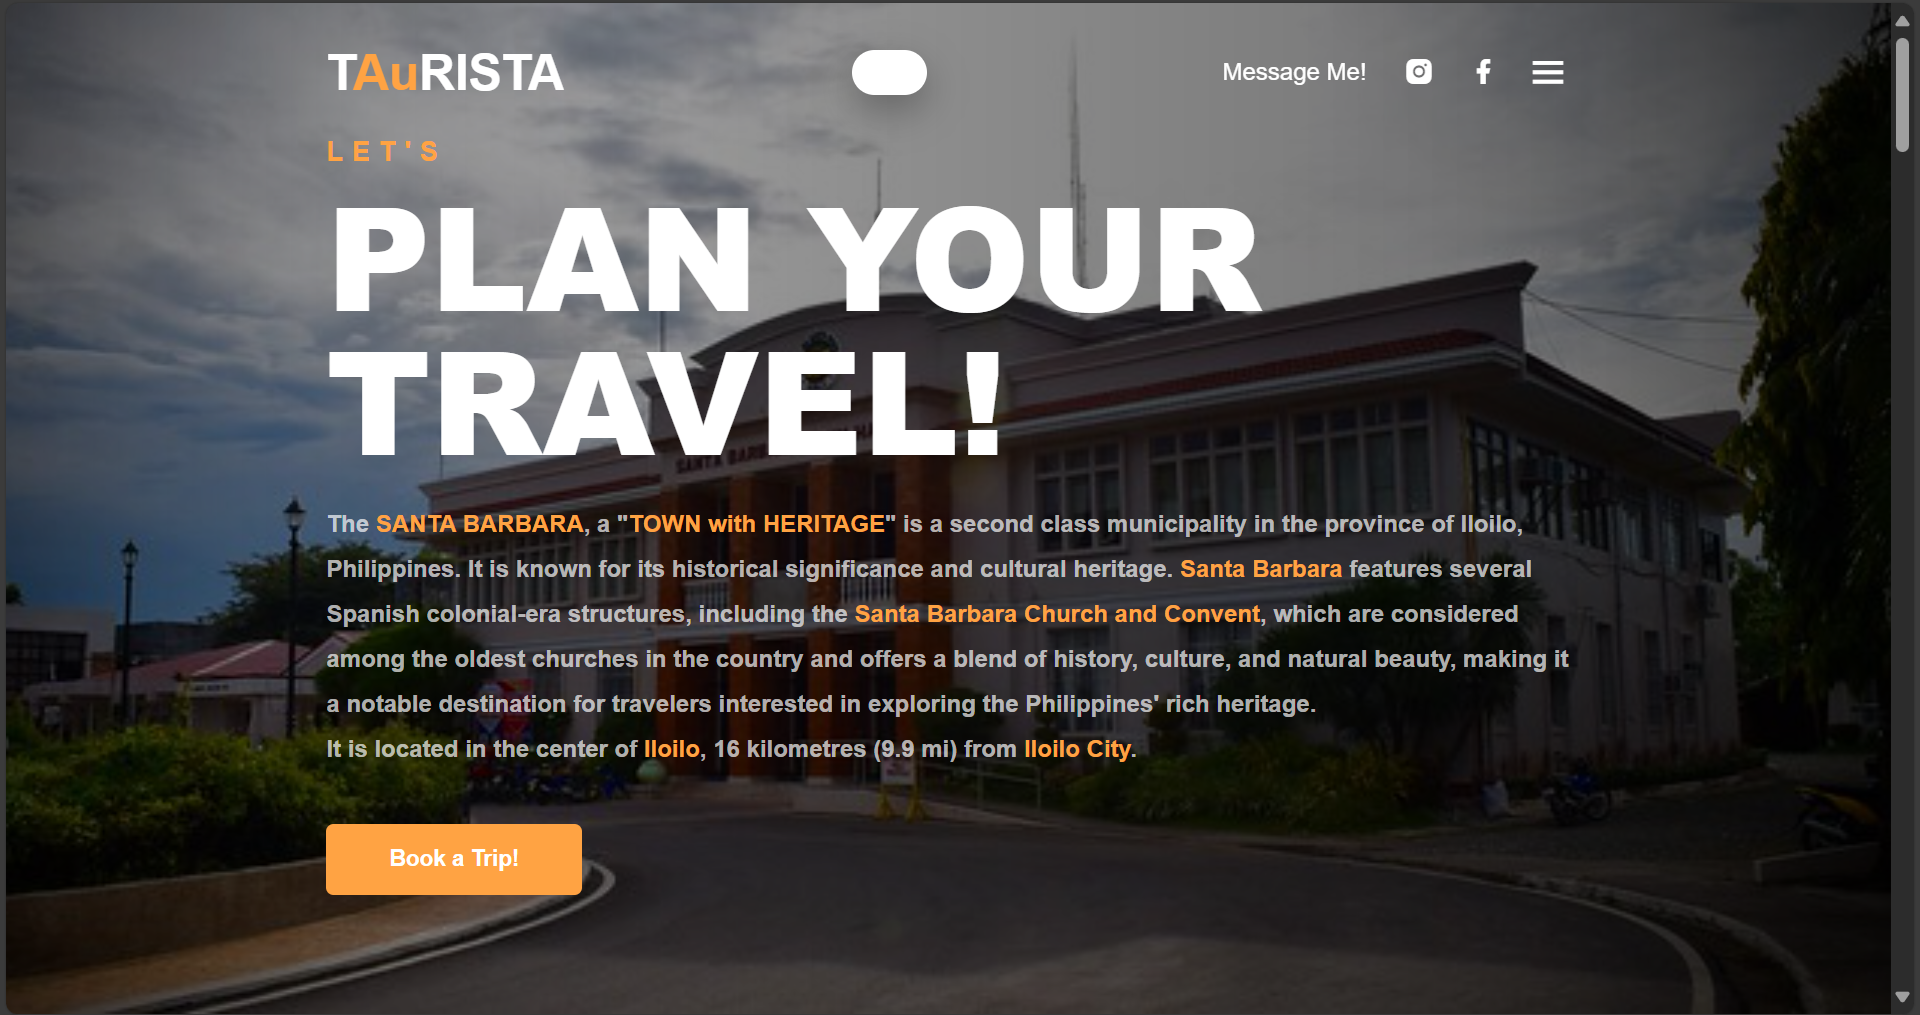 TAuRISTA
Message Me!
LET'S
PLAN YOUR
TRAVEL!
The SANTA BARBARA, a "TOWN with HERITAGE" is a second class municipality in the province of Iloilo,
Philippines. It is known for its historical significance and cultural heritage. Santa Barbara features several
Spanish colonial-era structures, including the Santa Barbara Church and Convent, which are considered
among the oldest churches in the country and offers a blend of history, culture, and natural beauty, making it
a notable destination for travelers interested in exploring the Philippines' rich heritage.
It is located in the center of Iloilo, 16 kilometres (9.9 mi) from Iloilo City.
Book a Trip!